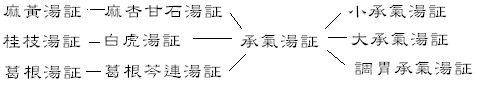 麻黃湯証 麻杏甘石湯証 小承氣湯証
桂枝湯証 白虎湯証 承氣湯証 大承氣湯証
葛根湯証 葛根芩連湯証 調胃承氣湯証